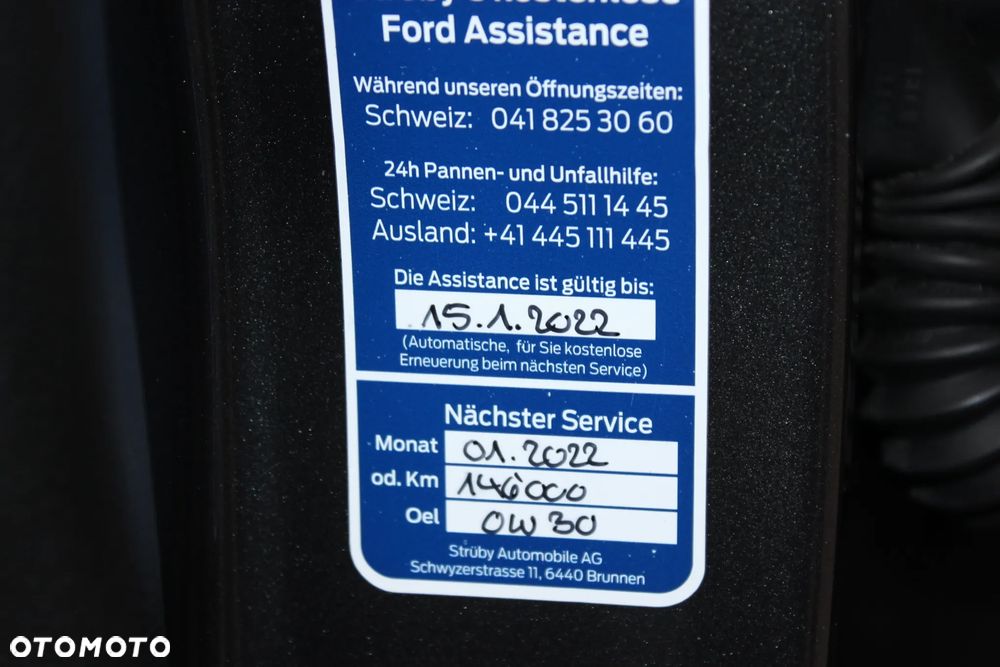 Ford Assistance
Während unseren Öffnungszeiten:
Schweiz: 041 825 30 60
24h Pannen- und Unfallhilfe:
Schweiz: 044 511 14 45
Ausland: +41 445 111 445
Die Assistance ist gültig bis:
15.1.2022
(Automatische, für Sie kostenlose
Erneuerung beim nächsten Service)
Nächster Service
Monat 01.2022
od. Km 146'000
Oel 0W30
Strüby Automobile AG
Schwyzerstrasse 11, 6440 Brunnen
OTOMOTO